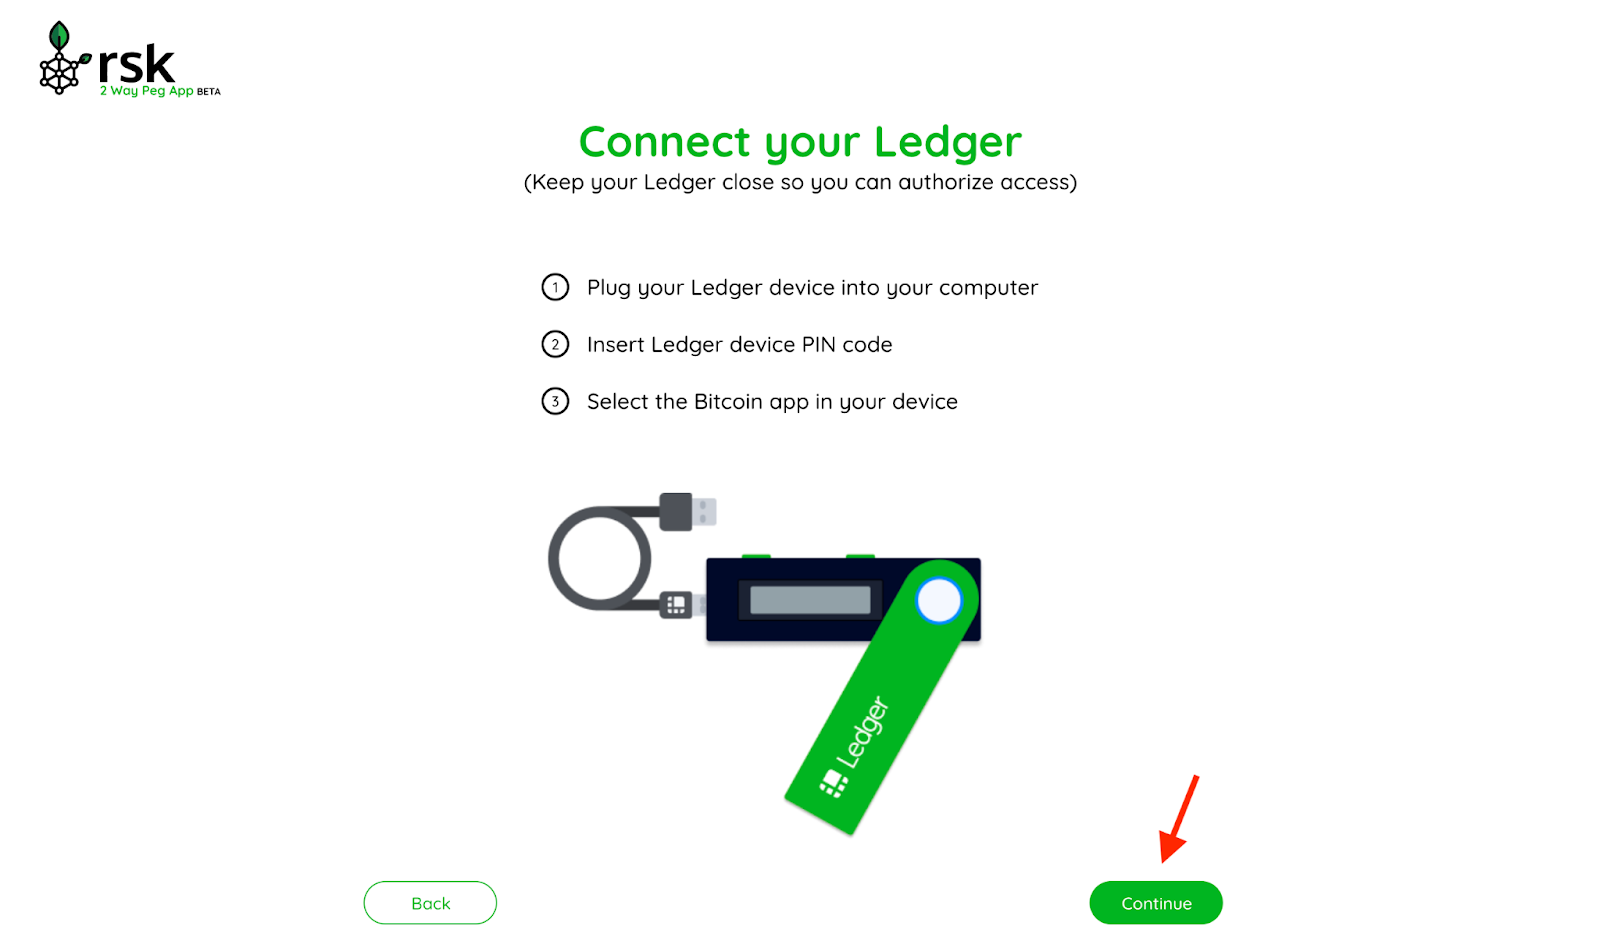 rsk
2 Way Peg App BETA
Connect your Ledger
(Keep your Ledger close so you can authorize access)
1 Plug your Ledger device into your computer
2 Insert Ledger device PIN code
3 Select the Bitcoin app in your device
Ledger
Back
Continue